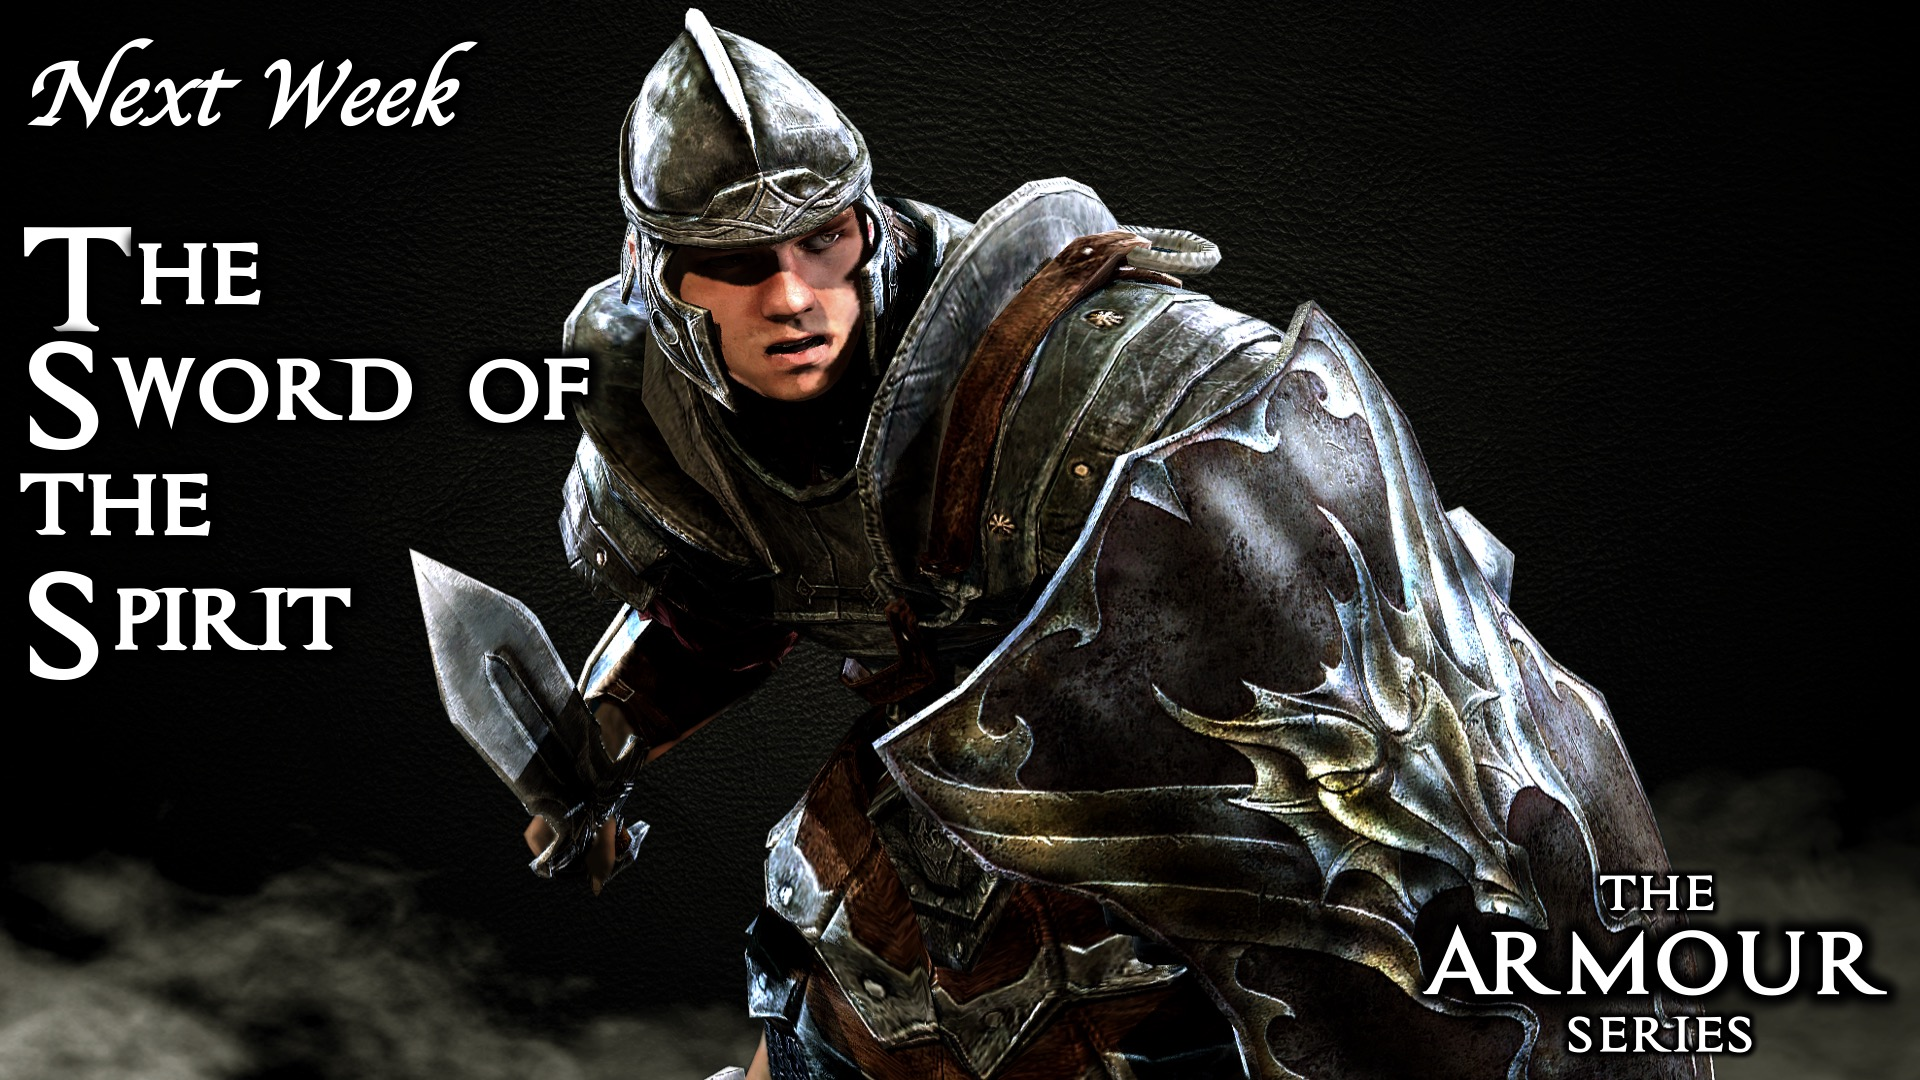 Next Week
The
Sword of
the
Spirit
THE
ARMOUR
SERIES